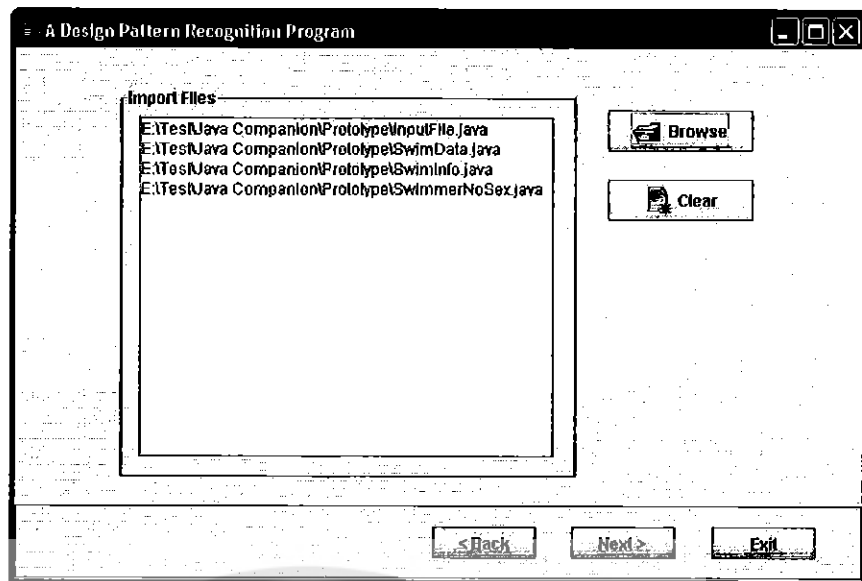 A Design Pattern Recognition Program
Import Files
E:\Test\Java Companion\Prototype\InputFile.java
E:\Test\Java Companion\Prototype\SwimData.java
E:\Test\Java Companion\Prototype\SwimInfo.java
E:\Test\Java Companion\Prototype\SwimmerNoSex.java
Browse
Clear
< Back
Next >
Exit